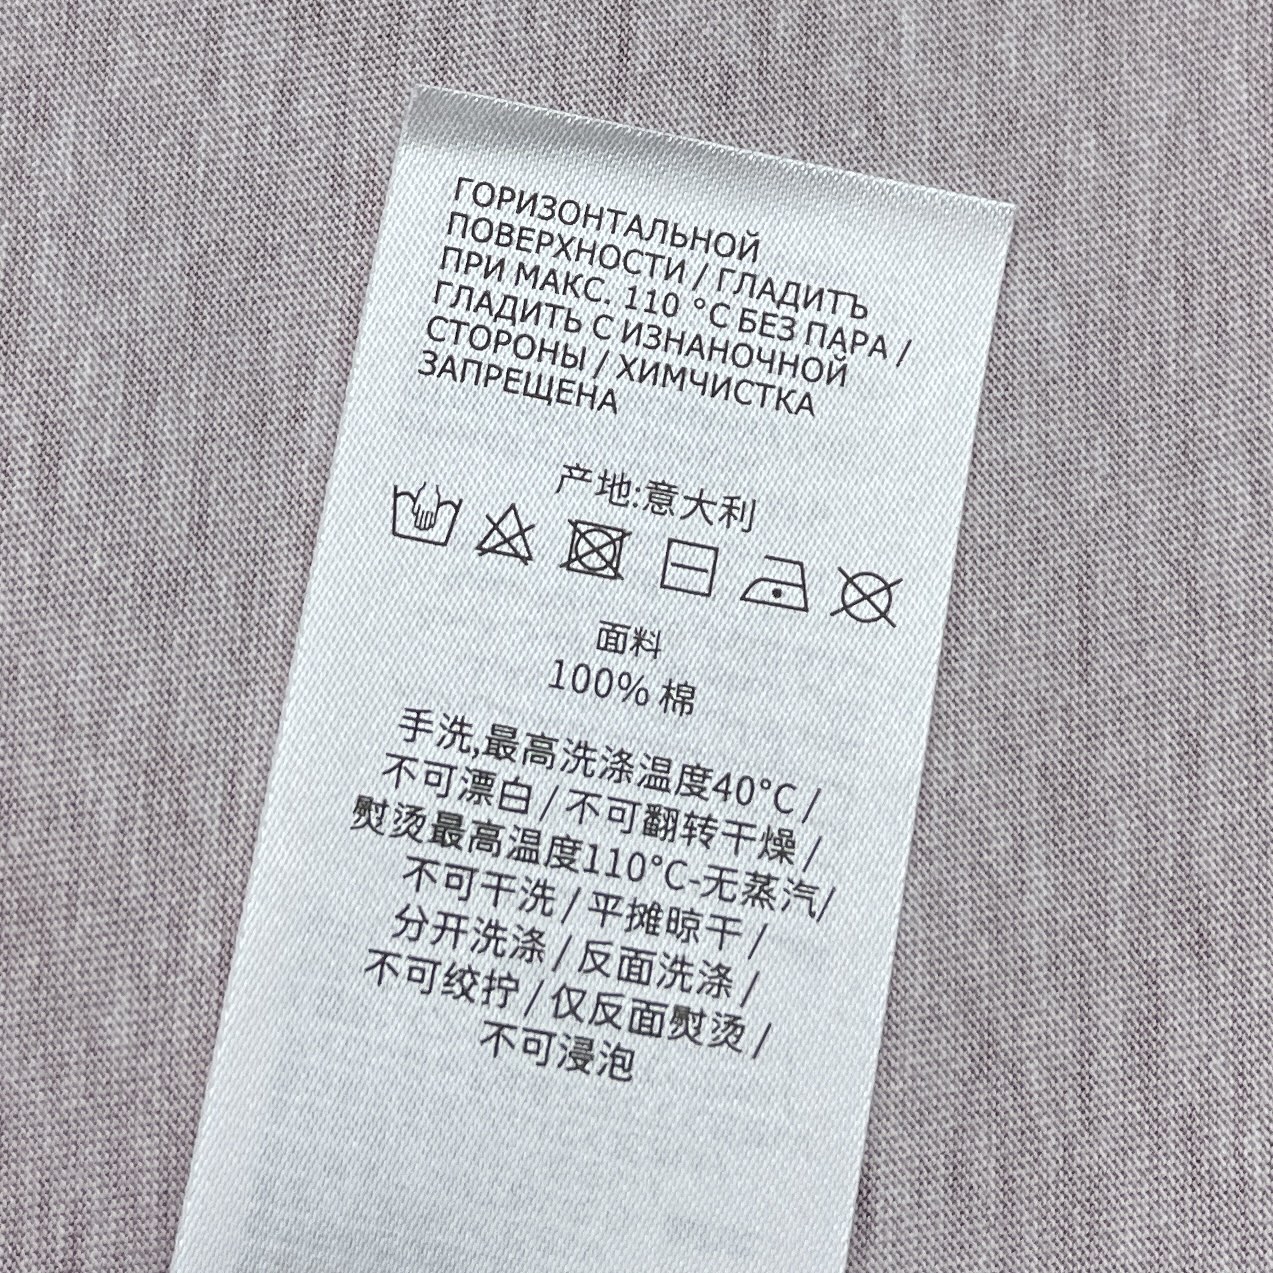 ГОРИЗОНТАЛЬНОЙ
ПОВЕРХНОСТИ / ГЛАДИТЪ
ПРИ МАКС. 110 °C БЕЗ ПАРА /
ГЛАДИТЬ С ИЗНАНОЧНОЙ
СТОРОНЫ / ХИМЧИСТКА
ЗАПРЕЩЕНА
产地:意大利
面料
100% 棉
手洗,最高洗涤温度40°C /
不可漂白 / 不可翻转干燥 /
熨烫最高温度110°C-无蒸汽/
不可干洗 / 平摊晾干 /
分开洗涤 / 反面洗涤 /
不可绞拧 / 仅反面熨烫 /
不可浸泡